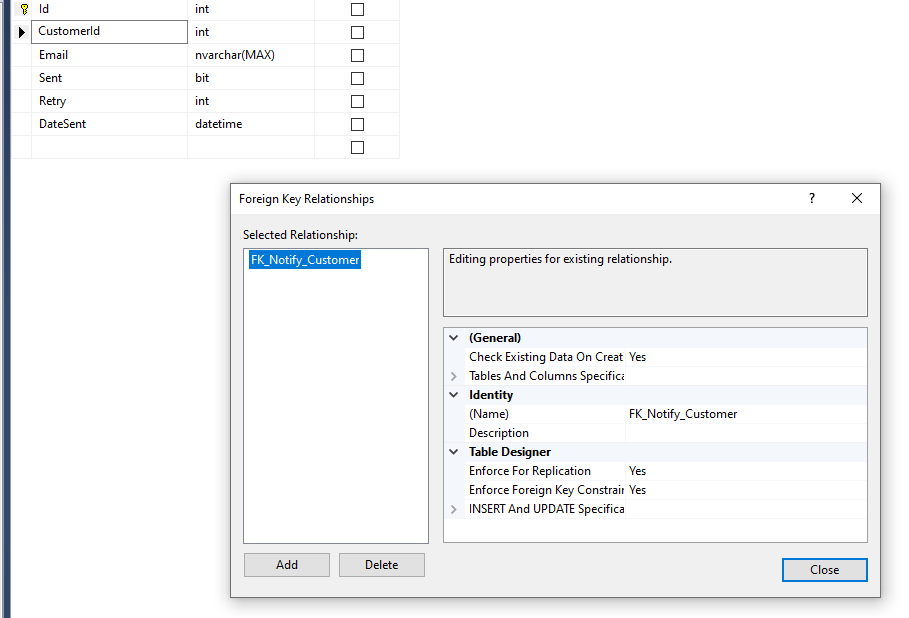 Id int
CustomerId int
Email nvarchar(MAX)
Sent bit
Retry int
DateSent datetime
Foreign Key Relationships ?
Selected Relationship:
FK_Notify_Customer
Editing properties for existing relationship.
(General)
Check Existing Data On Creat Yes
Tables And Columns Specifica
Identity
(Name) FK_Notify_Customer
Description
Table Designer
Enforce For Replication Yes
Enforce Foreign Key Constrain Yes
INSERT And UPDATE Specifica
Add Delete
Close